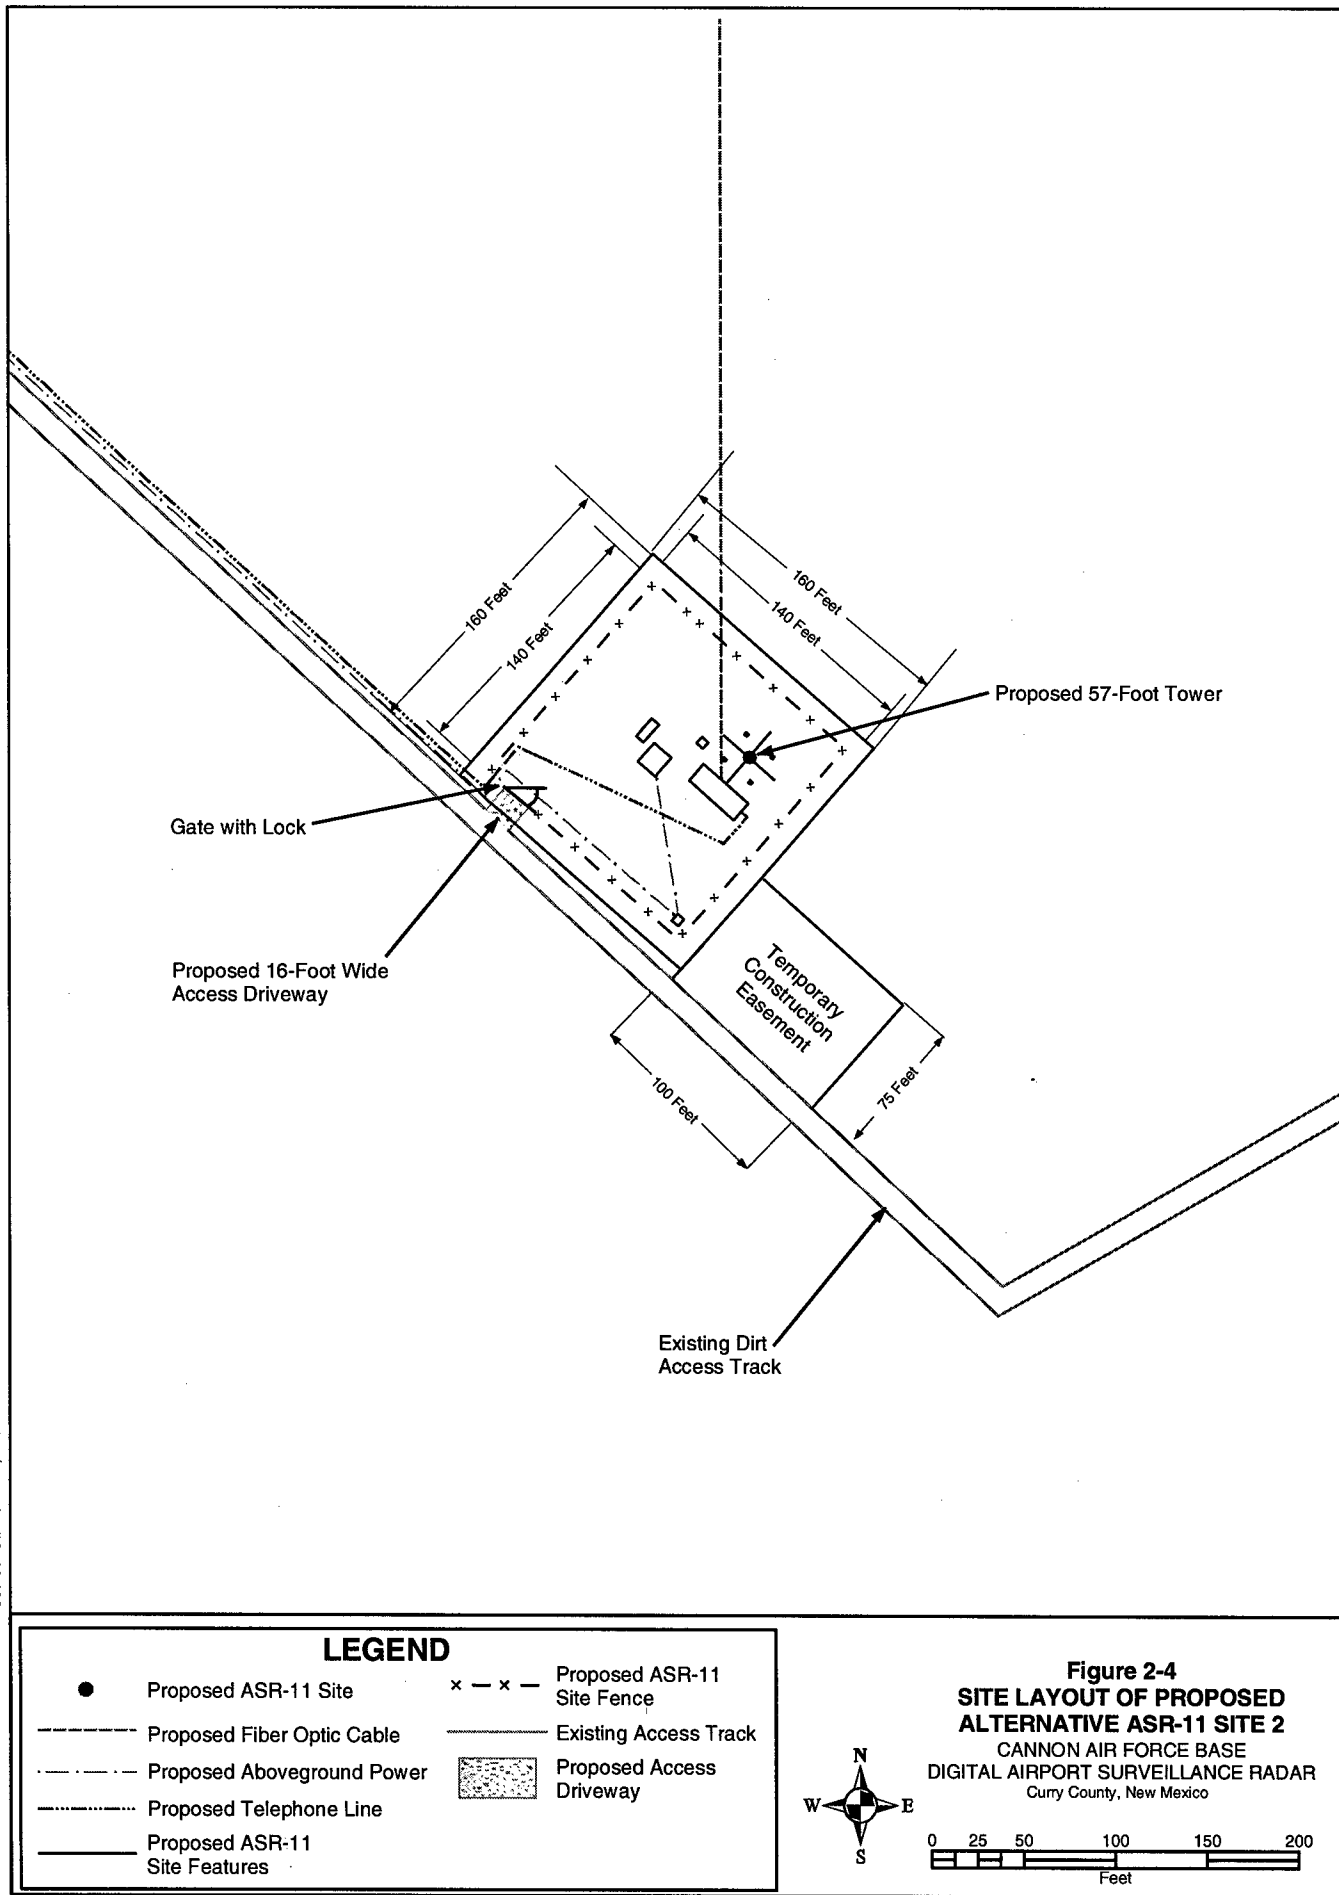 160 Feet
140 Feet
160 Feet
140 Feet
Proposed 57-Foot Tower
Gate with Lock
Proposed 16-Foot Wide
Access Driveway
Temporary
Construction
Easement
100 Feet
75 Feet
Existing Dirt
Access Track
LEGEND
Proposed ASR-11 Site
Proposed Fiber Optic Cable
Proposed Aboveground Power
Proposed Telephone Line
Proposed ASR-11
Site Features
Proposed ASR-11
Site Fence
Existing Access Track
Proposed Access
Driveway
N
W
E
S
Figure 2-4
SITE LAYOUT OF PROPOSED
ALTERNATIVE ASR-11 SITE 2
CANNON AIR FORCE BASE
DIGITAL AIRPORT SURVEILLANCE RADAR
Curry County, New Mexico
0 25 50 100 150 200
Feet